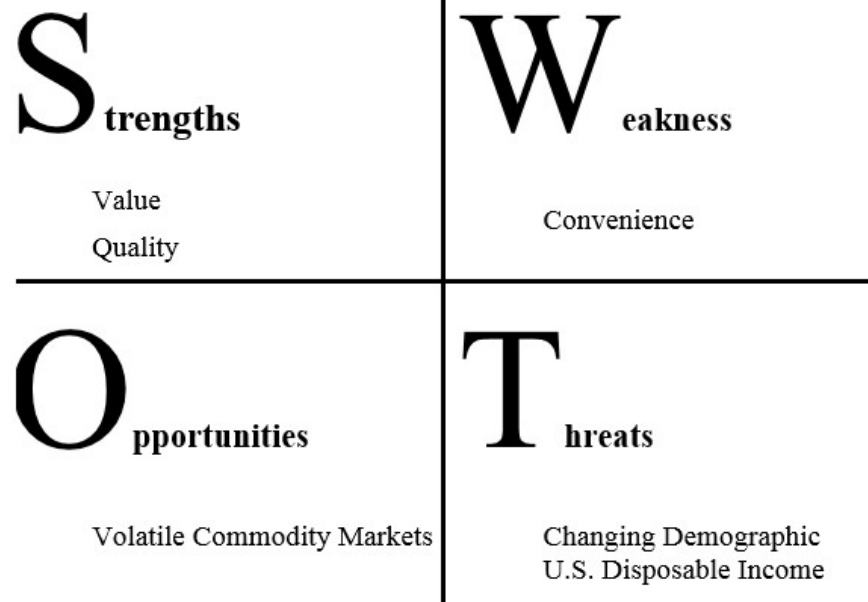 Strengths
Value
Quality
Weakness
Convenience
Opportunities
Volatile Commodity Markets
Threats
Changing Demographic
U.S. Disposable Income